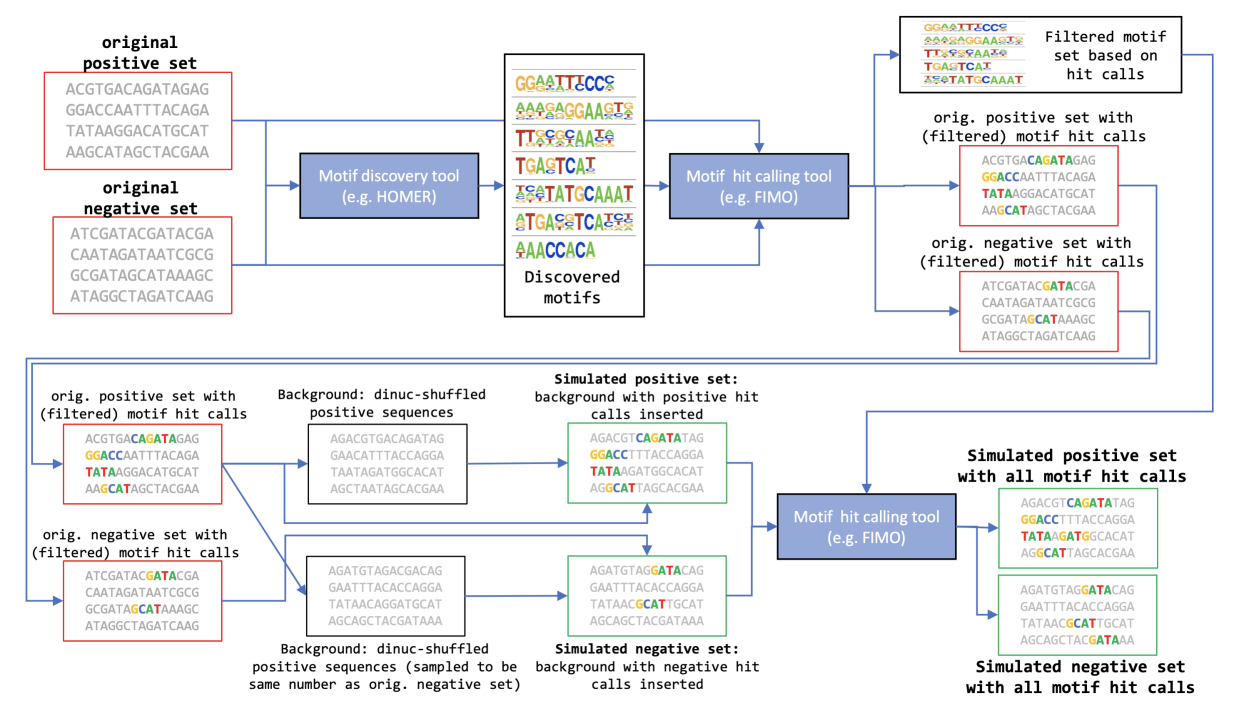 original
positive set
ACGTGACAGATAGAG
GGACCAATTTACAGA
TATAAGGACATGCAT
AAGCATAGCTACGAA
original
negative set
ATCGATACGATACGA
CAATAGATAATCGCG
GCGATAGCATAAAGC
ATAGGCTAGATCAAG
Motif discovery tool
(e.g. HOMER)
TGAGTCAT
AACCACA
Discovered
motifs
Motif hit calling tool
(e.g. FIMO)
TGAGTCAT
Filtered motif
set based on
hit calls
orig. positive set with
(filtered) motif hit calls
ACGTGACAGATAGAG
GGACCAATTTACAGA
TATAAGGACATGCAT
AAGCATAGCTACGAA
orig. negative set with
(filtered) motif hit calls
ATCGATACGATACGA
CAATAGATAATCGCG
GCGATAGCATAAAGC
ATAGGCTAGATCAAG
orig. positive set with
(filtered) motif hit calls
ACGTGACAGATAGAG
GGACCAATTTACAGA
TATAAGGACATGCAT
AAGCATAGCTACGAA
orig. negative set with
(filtered) motif hit calls
ATCGATACGATACGA
CAATAGATAATCGCG
GCGATAGCATAAAGC
ATAGGCTAGATCAAG
Background: dinuc-shuffled
positive sequences
AGACGTGACAGATAG
GAACATTTACCAGGA
TAATAGATGGCACAT
AGCTAATAGCACGAA
AGATGTAGACGACAG
GAATTTACACCAGGA
TATAACAGGATGCAT
AGCAGCTACGATAAA
Background: dinuc-shuffled
positive sequences (sampled to be
same number as orig. negative set)
Simulated positive set:
background with positive hit
calls inserted
AGACGTCAGATATAG
GGACCTTTACCAGGA
TATAAGATGGCACAT
AGGCATTAGCACGAA
AGATGTAGGATACAG
GAATTTACACCAGGA
TATAACGCATTGCAT
AGCAGCTACGATAAA
Simulated negative set:
background with negative hit
calls inserted
Motif hit calling tool
(e.g. FIMO)
Simulated positive set
with all motif hit calls
AGACGTCAGATATAG
GGACCTTTACCAGGA
TATAAGATGGCACAT
AGGCATTAGCACGAA
AGATGTAGGATACAG
GAATTTACACCAGGA
TATAACGCATTGCAT
AGCAGCTACGATAAA
Simulated negative set
with all motif hit calls